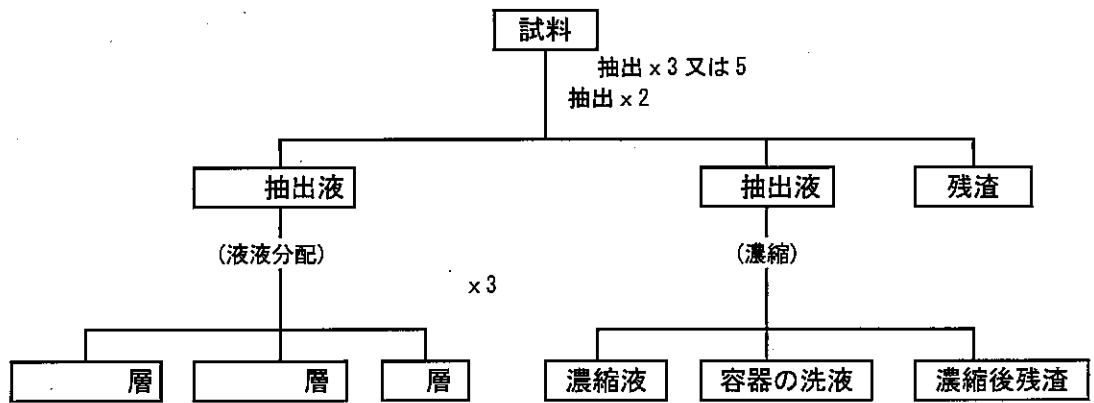 試料
抽出 x 3 又は 5
抽出 x 2
抽出液
抽出液
残渣
(液液分配)
(濃縮)
x 3
層
層
層
濃縮液
容器の洗液
濃縮後残渣